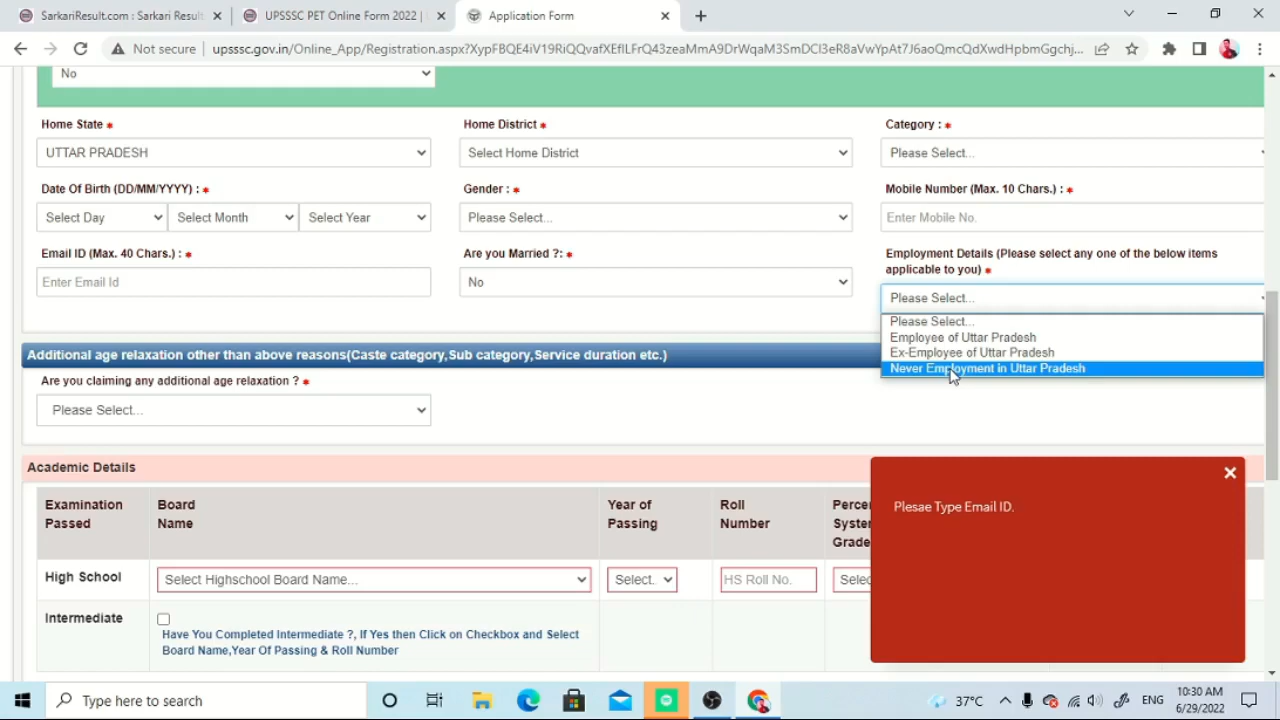 SarkariResult.com : Sarkari Result
UPSSSC PET Online Form 2022 |
Application Form
Not secure
upsssc.gov.in/Online_App/Registration.aspx?XypFBQE4iV19RiQQvafXEfILFrQ43zeaMmA9DrWqaM3SmDCl3eR8aVwYpAt7J6aoQmcQdXwdHpbmGgchj...
No
Home State *
Home District *
Category : *
UTTAR PRADESH
Select Home District
Please Select...
Date Of Birth (DD/MM/YYYY) : *
Gender : *
Mobile Number (Max. 10 Chars.) : *
Select Day
Select Month
Select Year
Please Select...
Enter Mobile No.
Email ID (Max. 40 Chars.) : *
Are you Married ?: *
Employment Details (Please select any one of the below items
applicable to you) *
Enter Email Id
No
Please Select...
Please Select...
Employee of Uttar Pradesh
Ex-Employee of Uttar Pradesh
Never Employment in Uttar Pradesh
Additional age relaxation other than above reasons(Caste category,Sub category,Service duration etc.)
Are you claiming any additional age relaxation ? *
Please Select...
Academic Details
Examination
Passed
Board
Name
Year of
Passing
Roll
Number
Perce
Syste
Grade
Plesae Type Email ID.
High School
Select Highschool Board Name...
Select.
HS Roll No.
Selec
Intermediate
Have You Completed Intermediate ?, If Yes then Click on Checkbox and Select
Board Name,Year Of Passing & Roll Number
Type here to search
37°C
ENG
10:30 AM
6/29/2022